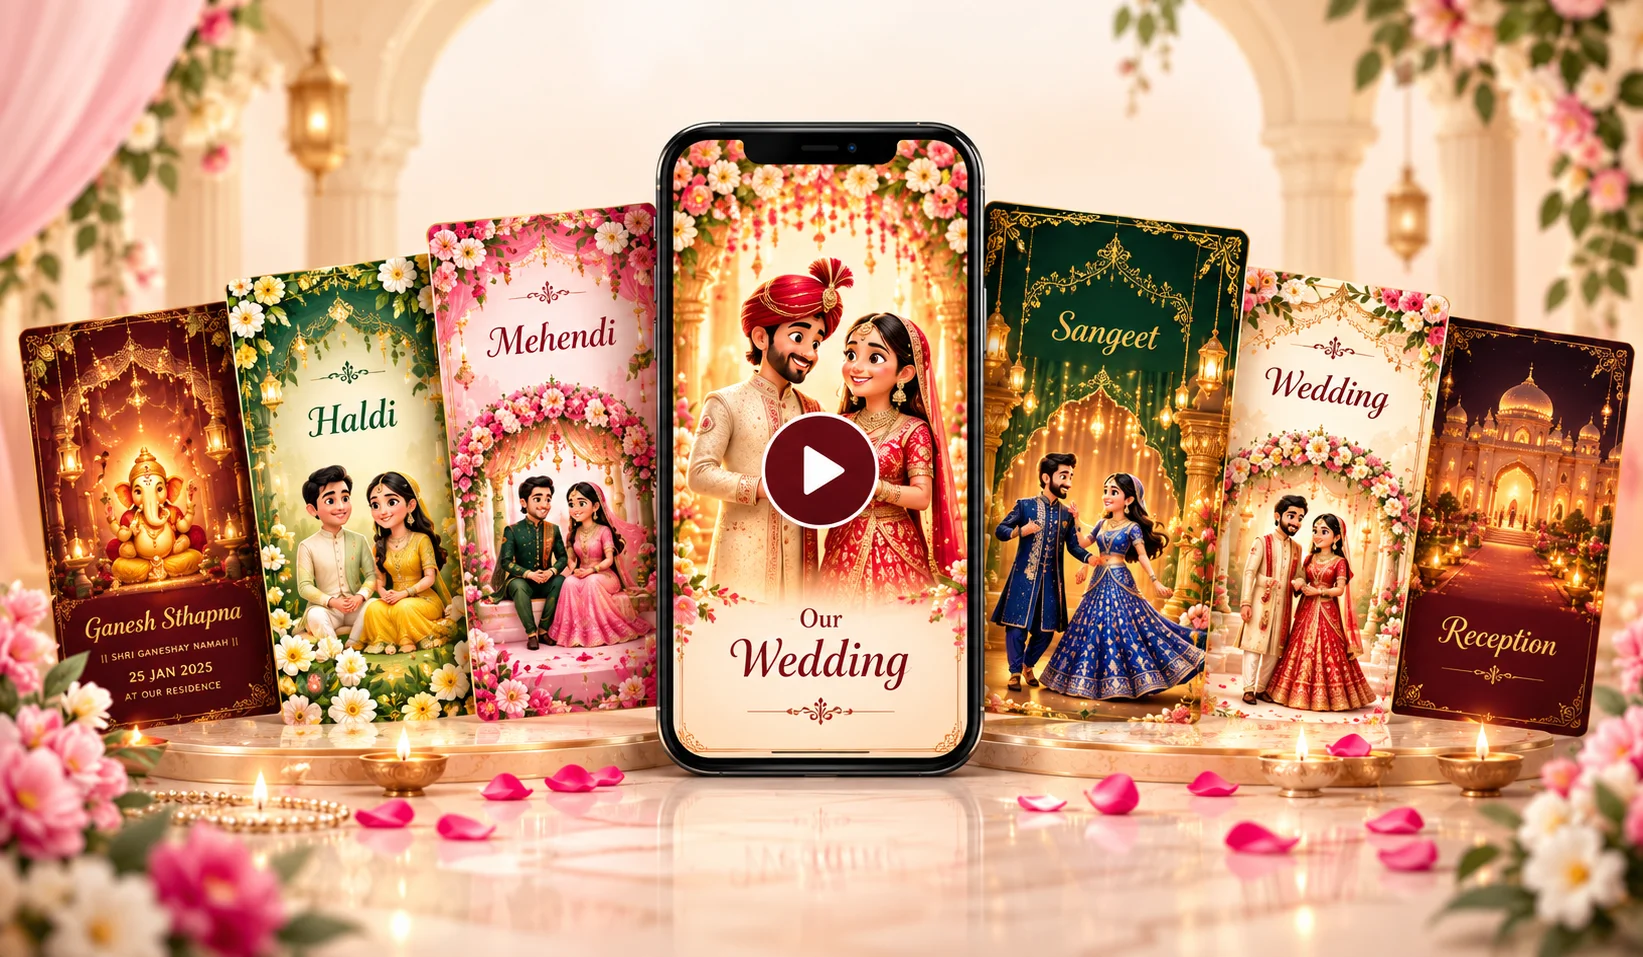 Ganesh Sthapna
|| SHRI GANESHAY NAMAH ||
25 JAN 2025
AT OUR RESIDENCE
Haldi
Mehendi
Our
Wedding
Sangeet
Wedding
Reception